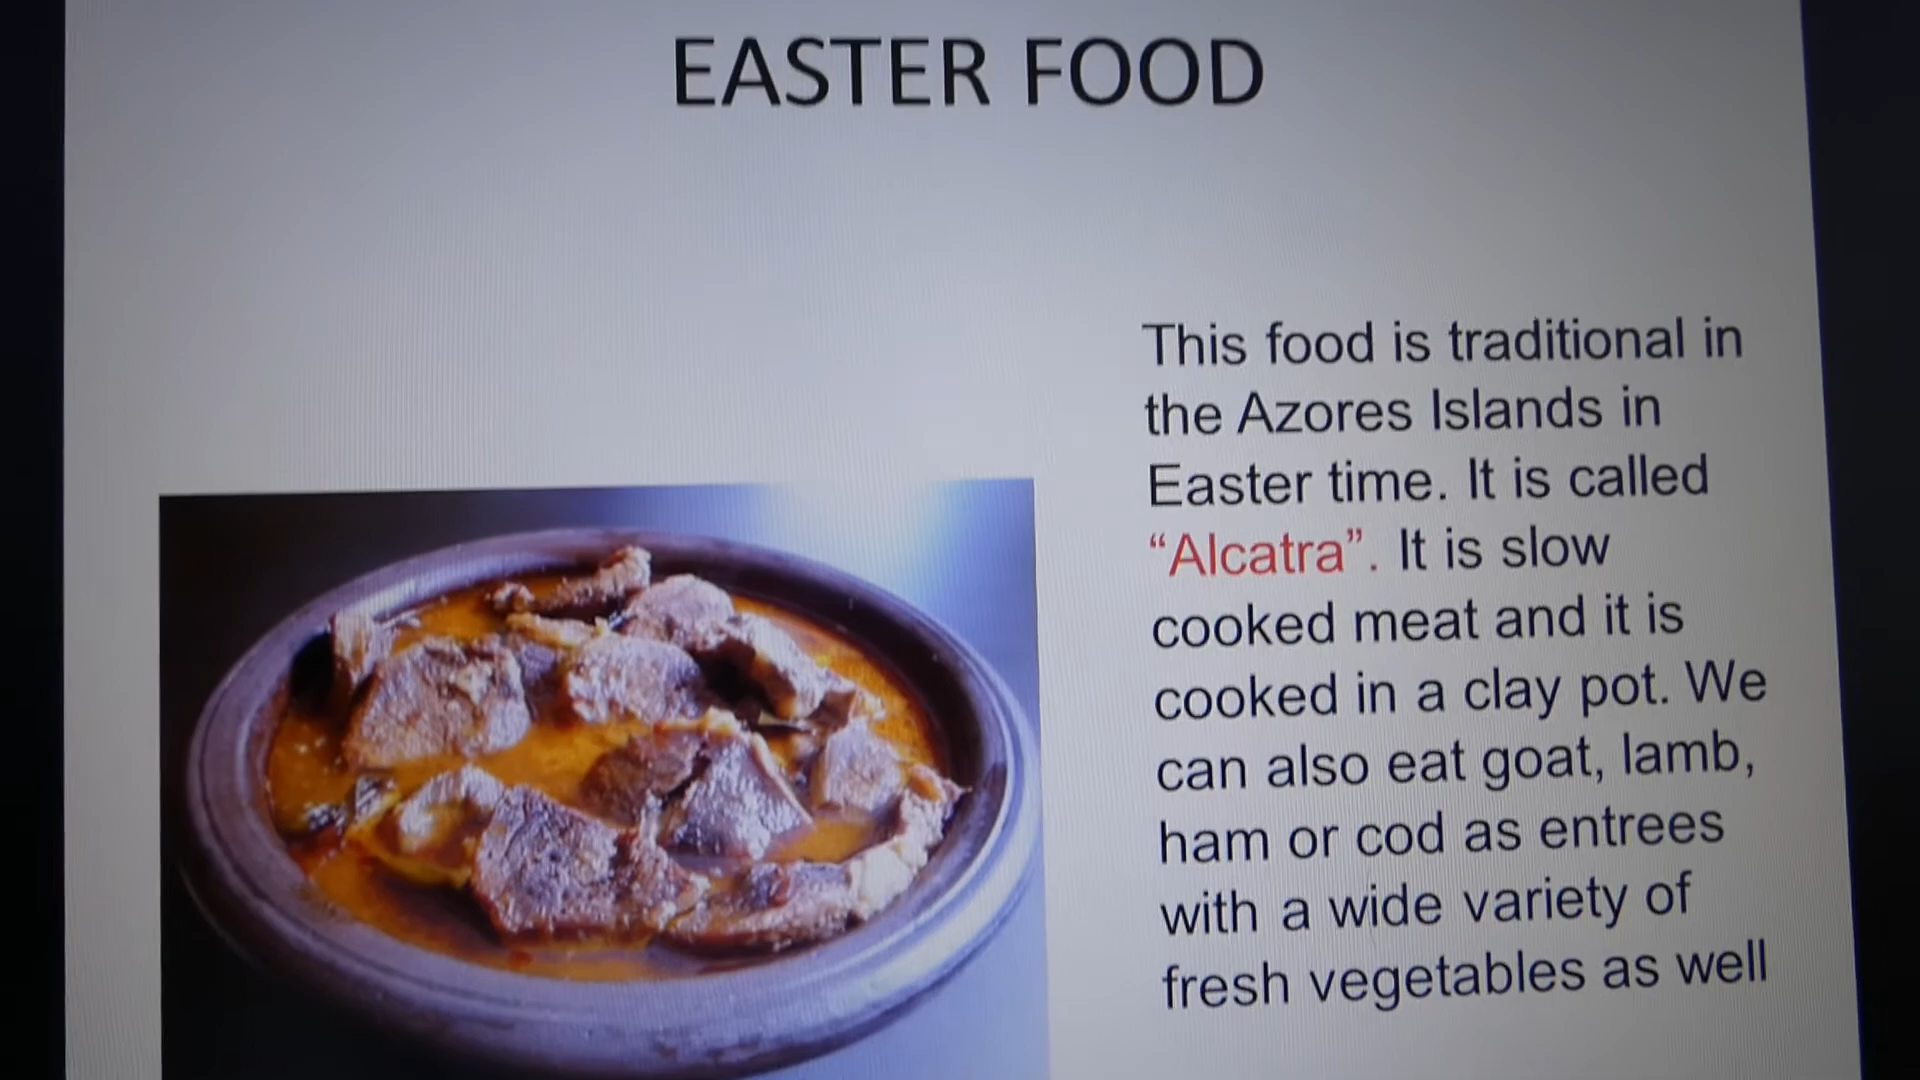 EASTER FOOD
This food is traditional in
the Azores Islands in
Easter time. It is called
“Alcatra”. It is slow
cooked meat and it is
cooked in a clay pot. We
can also eat goat, lamb,
ham or cod as entrees
with a wide variety of
fresh vegetables as well